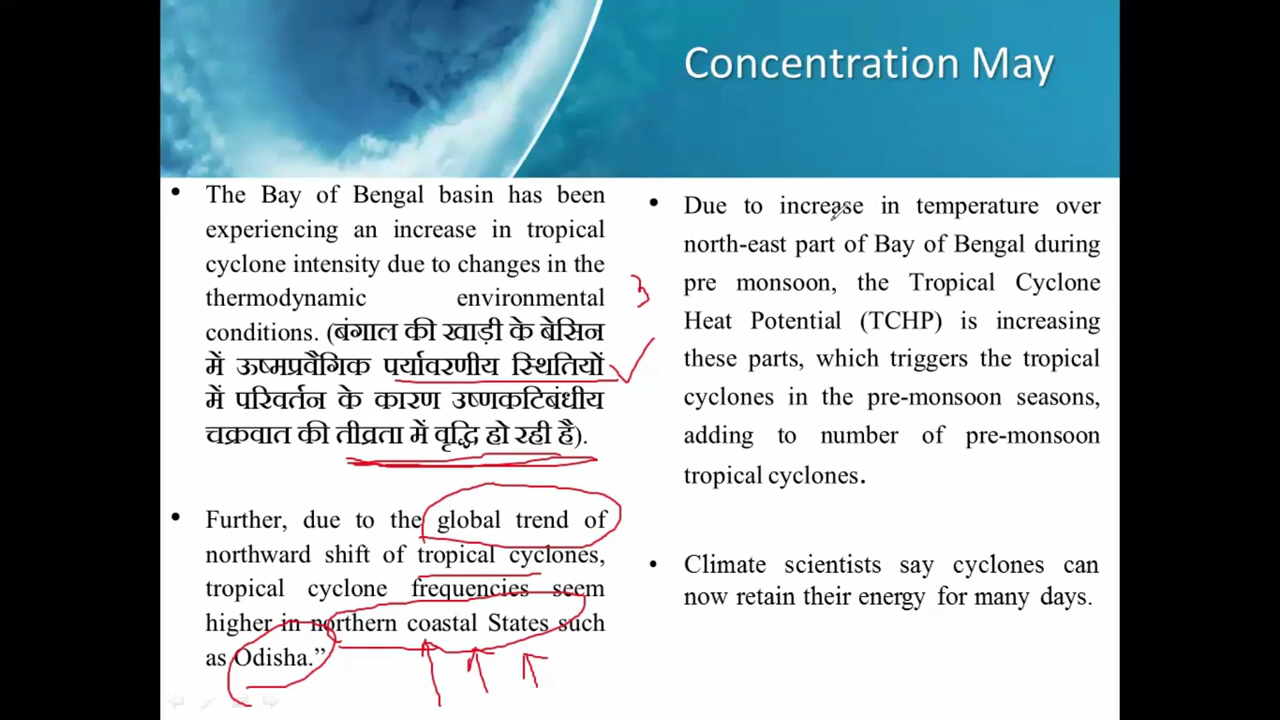 Concentration May
• The Bay of Bengal basin has been
experiencing an increase in tropical
cyclone intensity due to changes in the
thermodynamic environmental
conditions. (बंगाल की खाड़ी के बेसिन
में ऊष्मप्रवैगिक पर्यावरणीय स्थितियों
में परिवर्तन के कारण उष्णकटिबंधीय
चक्रवात की तीव्रता में वृद्धि हो रही है).
• Further, due to the global trend of
northward shift of tropical cyclones,
tropical cyclone frequencies seem
higher in northern coastal States such
as Odisha.”
3
• Due to increase in temperature over
north-east part of Bay of Bengal during
pre monsoon, the Tropical Cyclone
Heat Potential (TCHP) is increasing
these parts, which triggers the tropical
cyclones in the pre-monsoon seasons,
adding to number of pre-monsoon
tropical cyclones.
• Climate scientists say cyclones can
now retain their energy for many days.